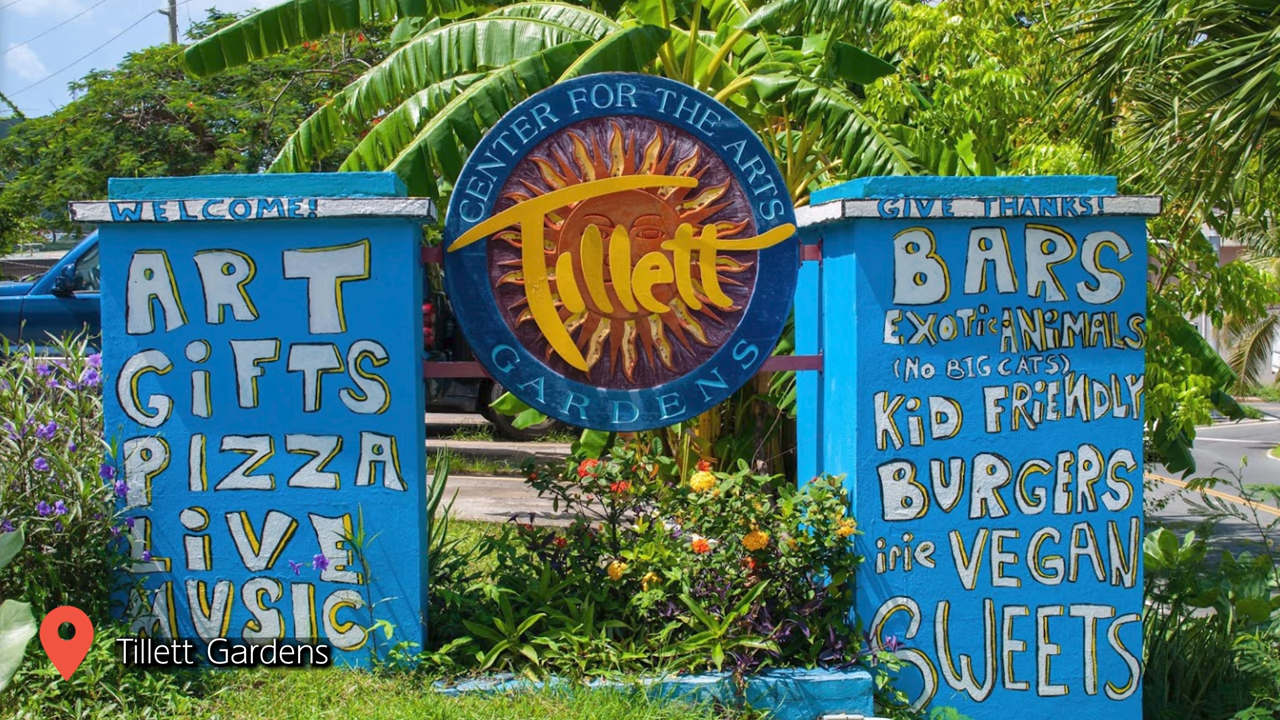 WELCOME!
ART
GiFTS
PIZZA
LiVE
MUSIC
CENTER FOR THE ARTS
Tillett
GARDENS
GIVE THANKS!
BARS
EXOTic ANiMALS
(NO BIG CATS)
KiD FRiENDLY
BURGERS
irie VEGAN
SWEETS
Tillett Gardens